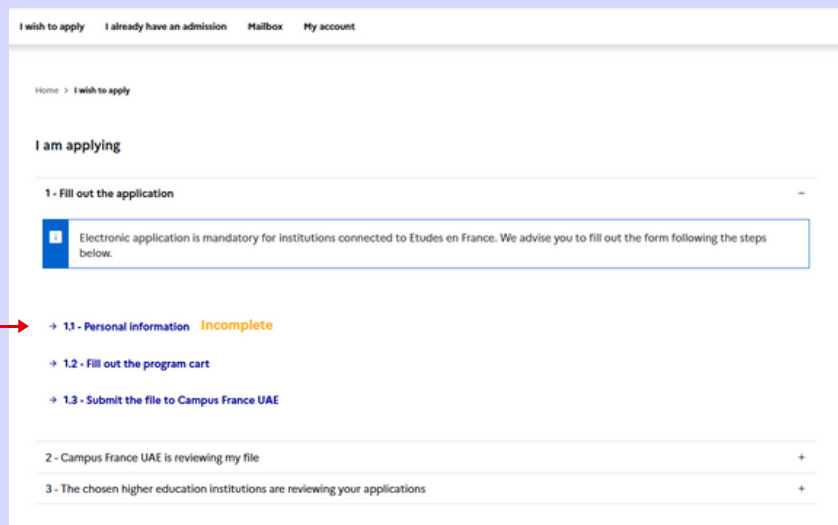 I wish to apply I already have an admission Mailbox My account
Home > I wish to apply
I am applying
1 - Fill out the application −
i Electronic application is mandatory for institutions connected to Etudes en France. We advise you to fill out the form following the steps
below.
→ 1.1 - Personal information Incomplete
→ 1.2 - Fill out the program cart
→ 1.3 - Submit the file to Campus France UAE
2 - Campus France UAE is reviewing my file +
3 - The chosen higher education institutions are reviewing your applications +